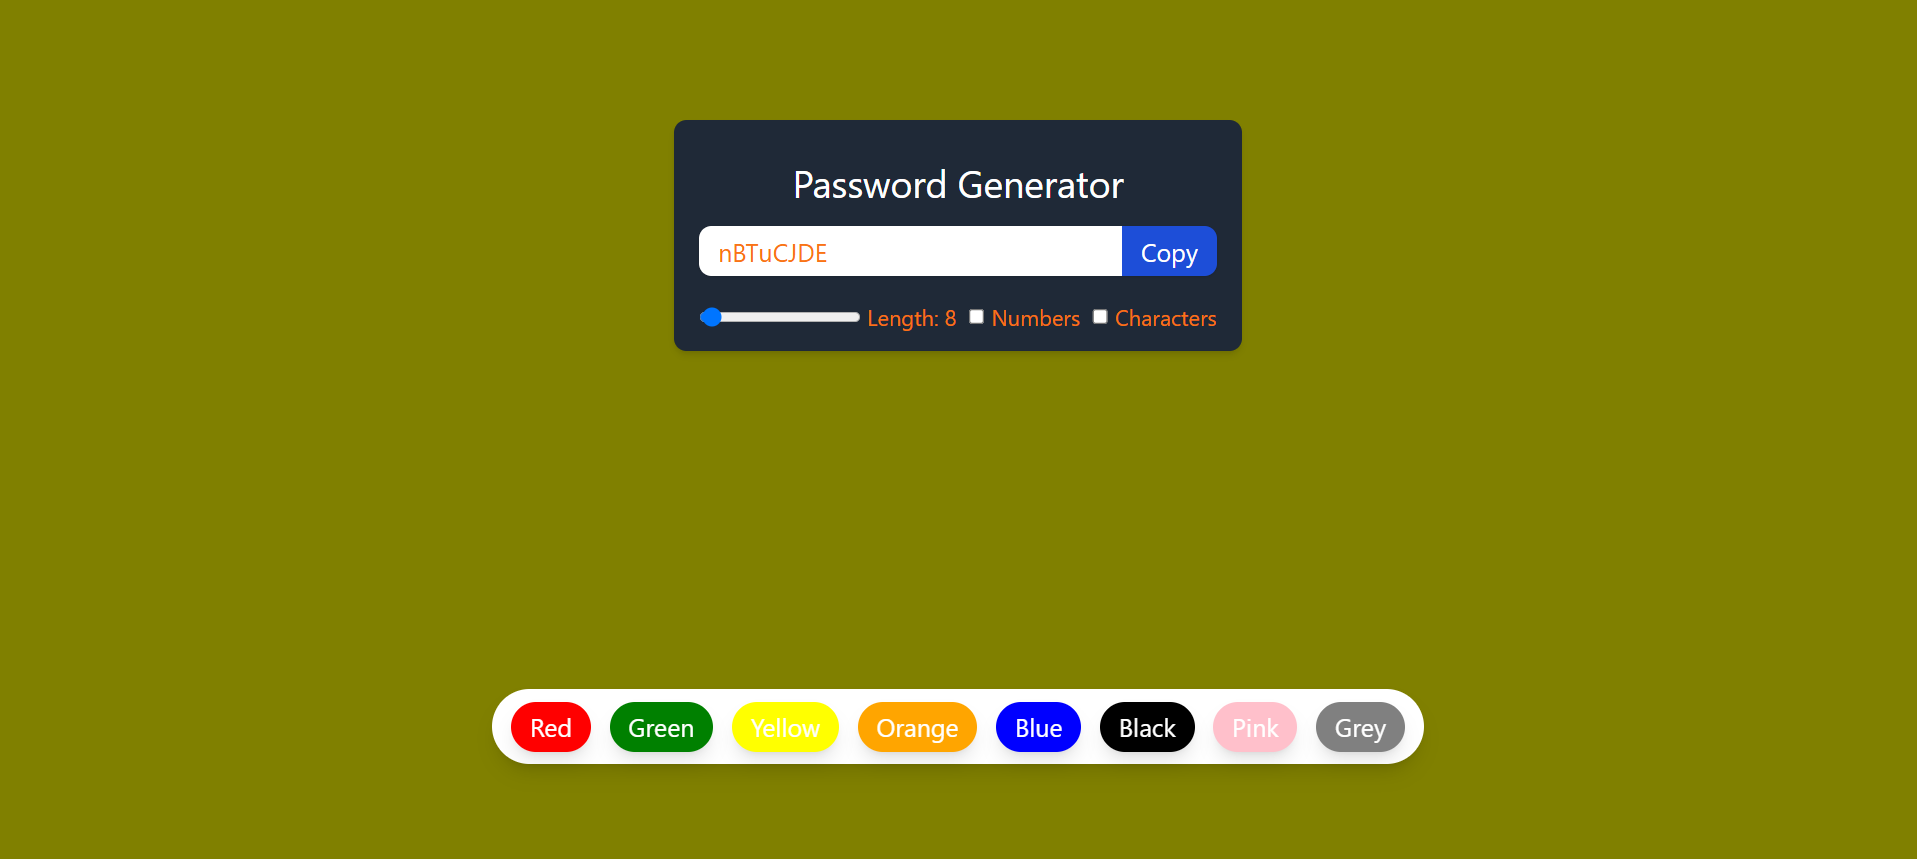 Password Generator
nBTuCJDE Copy
Length: 8 Numbers Characters
Red Green Yellow Orange Blue Black Pink Grey